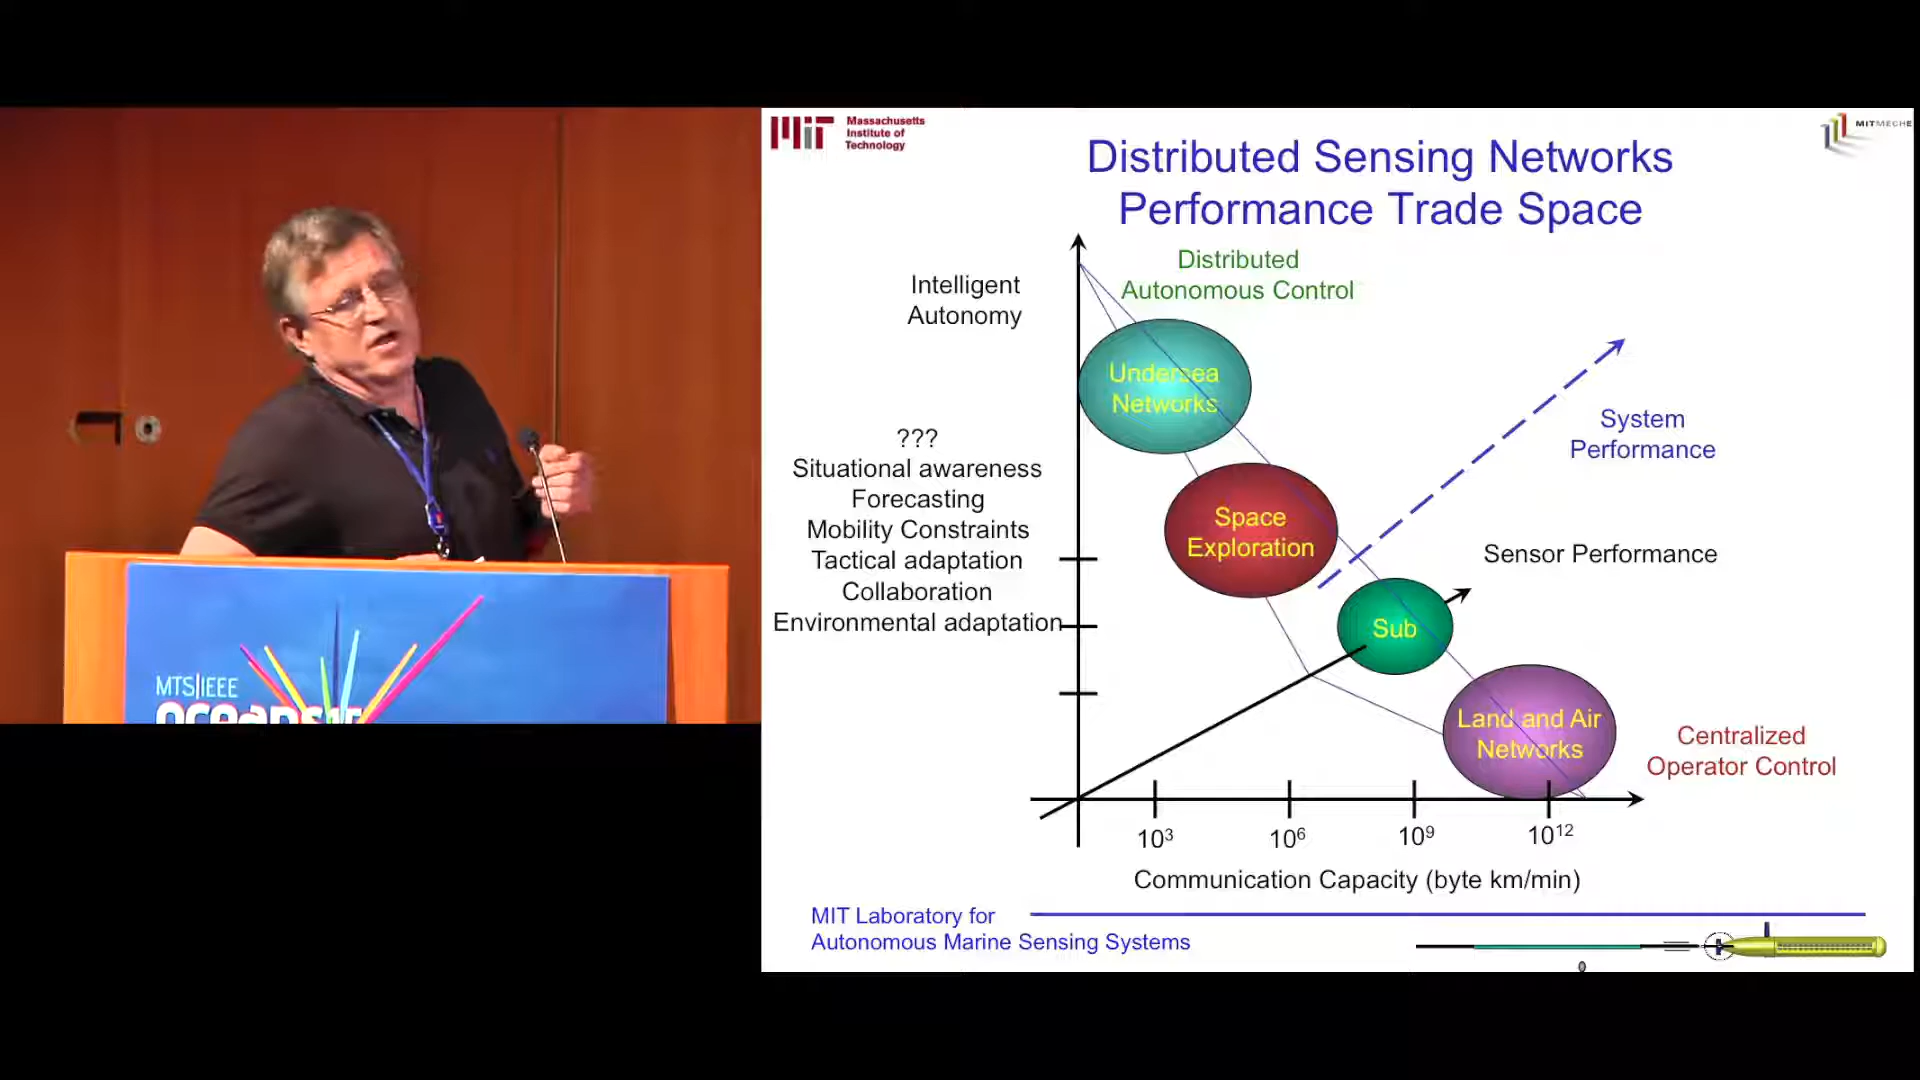 MTS|IEEE
Massachusetts
Institute of
Technology
MITMECHE
Distributed Sensing Networks
Performance Trade Space
Intelligent
Autonomy
Distributed
Autonomous Control
Undersea
Networks
???
Situational awareness
Forecasting
Mobility Constraints
Tactical adaptation
Collaboration
Environmental adaptation
Space
Exploration
System
Performance
Sensor Performance
Sub
Land and Air
Networks
Centralized
Operator Control
10³
10⁶
10⁹
10¹²
Communication Capacity (byte km/min)
MIT Laboratory for
Autonomous Marine Sensing Systems